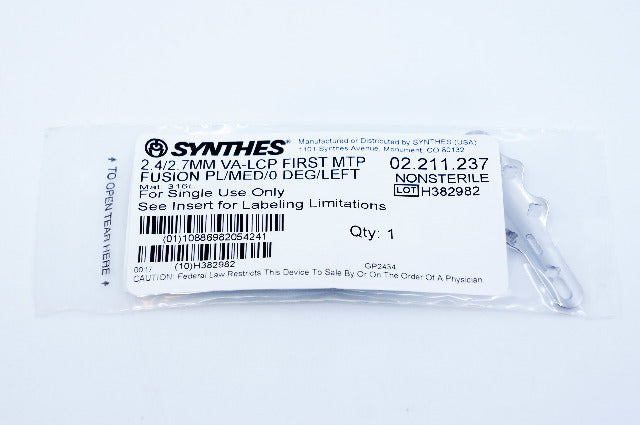 SYNTHES®
Manufactured or Distributed by SYNTHES (USA)
1101 Synthes Avenue, Monument, CO 80132
2.4/2.7MM VA-LCP FIRST MTP
FUSION PL/MED/0 DEG/LEFT
Mat. 316L
For Single Use Only
See Insert for Labeling Limitations
02.211.237
NONSTERILE
LOT H382982
(01)10886982054241
Qty: 1
(10)H382982
GP2434
CAUTION: Federal Law Restricts This Device To Sale By Or On The Order Of A Physician.
TO OPEN TEAR HERE